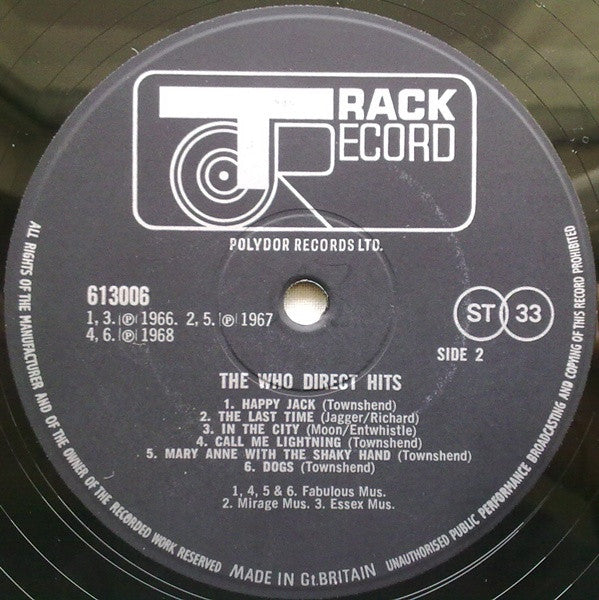 TRACK
RECORD
POLYDOR RECORDS LTD.
613006
1, 3. ℗ 1966. 2, 5. ℗ 1967
4, 6. ℗ 1968
ST 33
SIDE 2
THE WHO DIRECT HITS
1. HAPPY JACK (Townshend)
2. THE LAST TIME (Jagger/Richard)
3. IN THE CITY (Moon/Entwhistle)
4. CALL ME LIGHTNING (Townshend)
5. MARY ANNE WITH THE SHAKY HAND (Townshend)
6. DOGS (Townshend)
1, 4, 5 & 6. Fabulous Mus.
2. Mirage Mus. 3. Essex Mus.
ALL RIGHTS OF THE MANUFACTURER AND OF THE OWNER OF THE RECORDED WORK RESERVED
MADE IN Gt. BRITAIN
UNAUTHORISED PUBLIC PERFORMANCE BROADCASTING AND COPYING OF THIS RECORD PROHIBITED